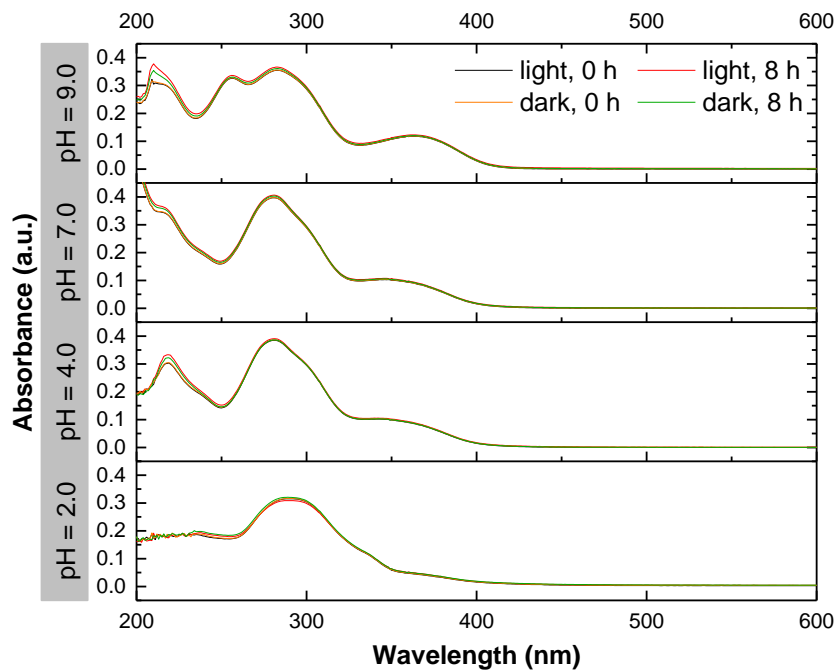 200 300 400 500 600
light, 0 h light, 8 h
dark, 0 h dark, 8 h
0.4
0.3
0.2
0.1
0.0
pH = 9.0
0.4
0.3
0.2
0.1
0.0
pH = 7.0
0.4
0.3
0.2
0.1
0.0
pH = 4.0
0.4
0.3
0.2
0.1
0.0
pH = 2.0
Absorbance (a.u.)
200 300 400 500 600
Wavelength (nm)